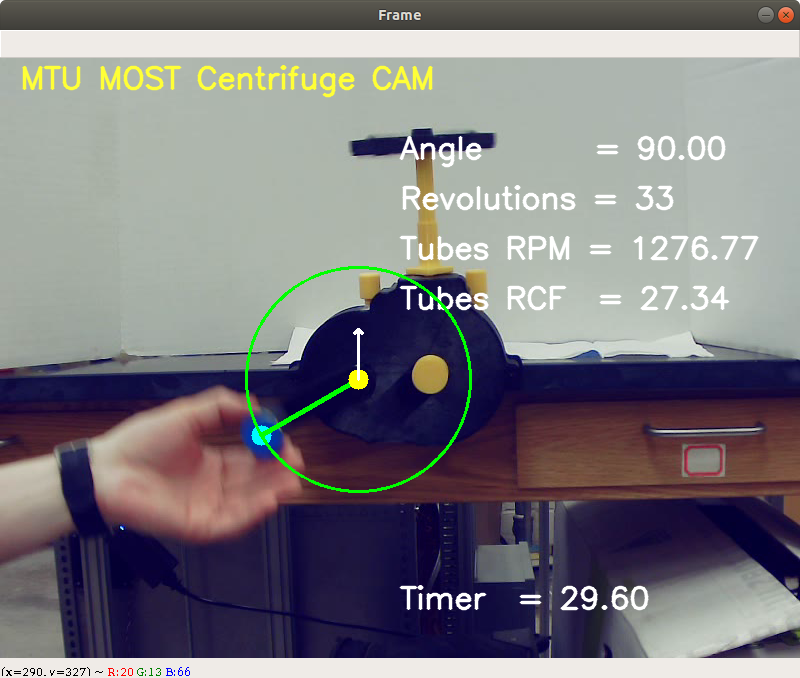 Frame
MTU MOST Centrifuge CAM
Angle = 90.00
Revolutions = 33
Tubes RPM = 1276.77
Tubes RCF = 27.34
Timer = 29.60
(x=290, y=327) ~ R:20 G:13 B:66